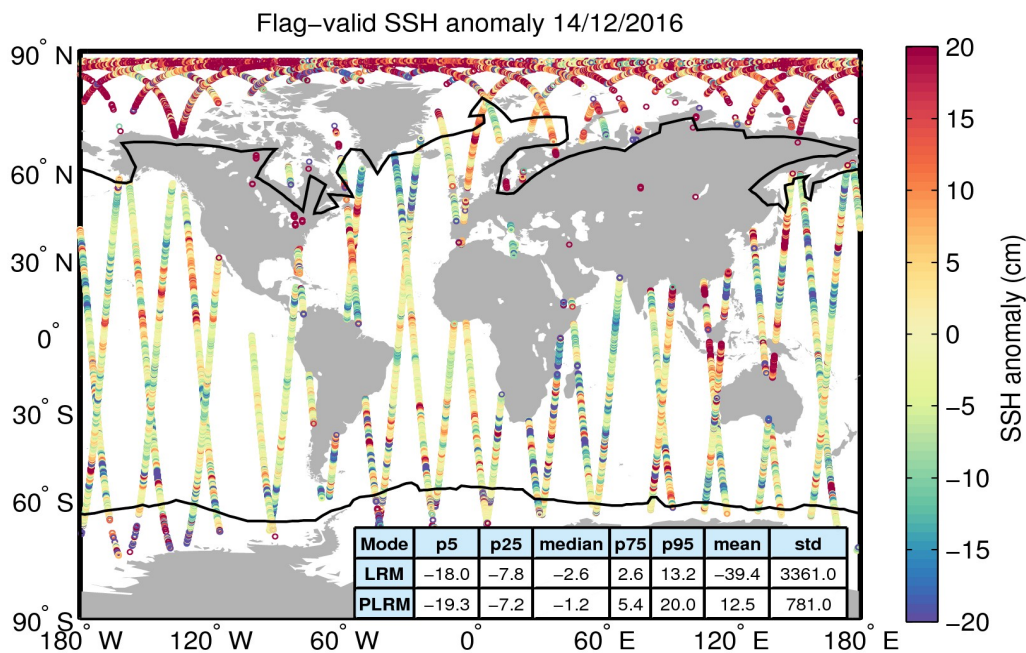 Flag−valid SSH anomaly 14/12/2016
90° N
60° N
30° N
0°
30° S
60° S
90° S
180° W
120° W
60° W
0°
60° E
120° E
180° E
Mode p5 p25 median p75 p95 mean std
LRM −18.0 −7.8 −2.6 2.6 13.2 −39.4 3361.0
PLRM −19.3 −7.2 −1.2 5.4 20.0 12.5 781.0
20
15
10
5
0
−5
−10
−15
−20
SSH anomaly (cm)